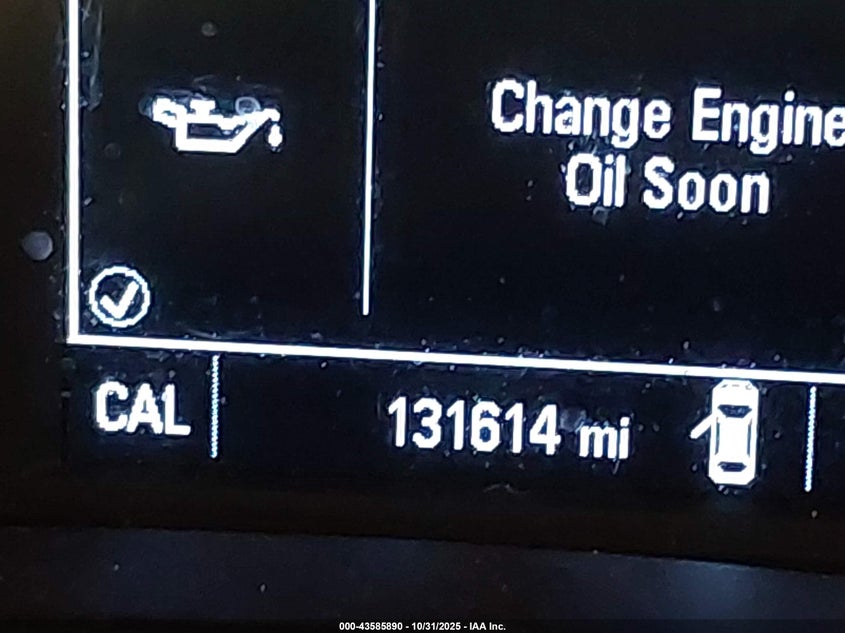 Change Engine
Oil Soon
CAL
131614 mi
000-43585890 - 10/31/2025 - IAA Inc.